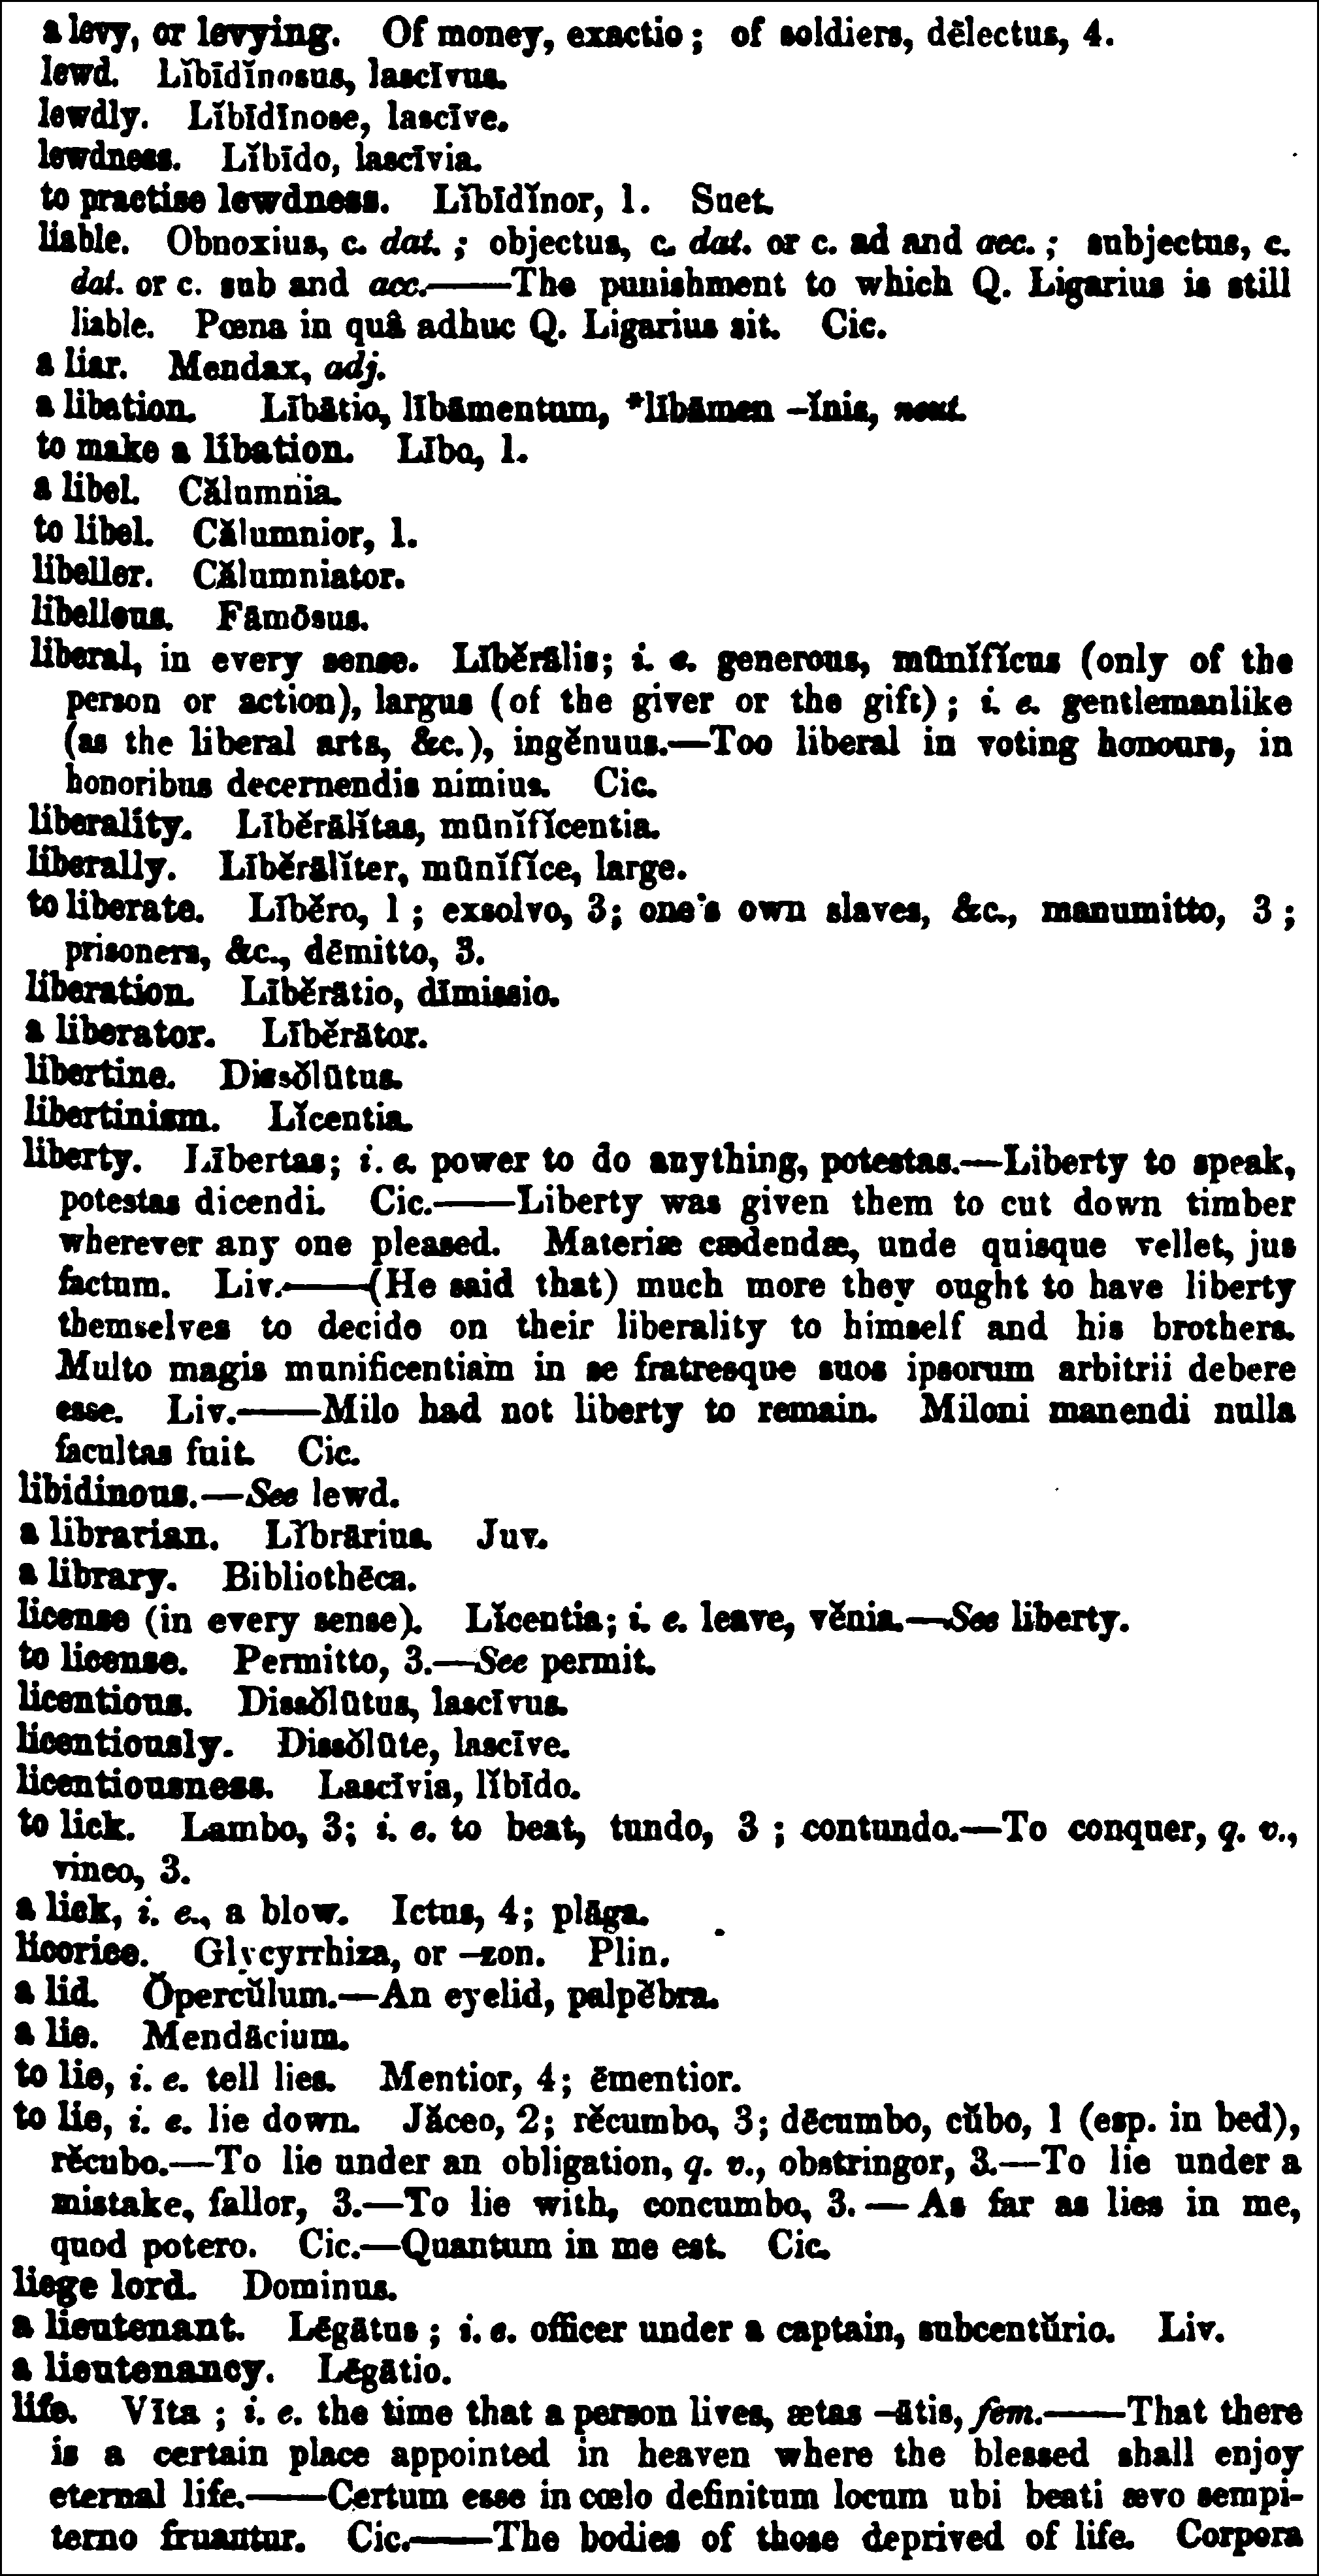 a levy, or levying. Of money, exactio; of soldiers, dēlectus, 4.
lewd. Lĭbīdĭnosus, lascīvus.
lewdly. Lĭbīdĭnose, lascīve.
lewdness. Lĭbīdo, lascīvia.
to practise lewdness. Lĭbīdĭnor, 1. Suet.
liable. Obnoxius, c. dat.; objectus, c. dat. or c. ad and acc.; subjectus, c.
dat. or c. sub and acc.——The punishment to which Q. Ligarius is still
liable. Pœna in quâ adhuc Q. Ligarius sit. Cic.
a liar. Mendax, adj.
a libation. Lībātio, lībāmentum, *lībāmen –ĭnis, neut.
to make a libation. Lību, 1.
a libel. Călumnia.
to libel. Călumnior, 1.
libeller. Călumniator.
libellous. Fāmōsus.
liberal, in every sense. Lībĕrālis; i. e. generous, mūnĭfĭcus (only of the
person or action), largus (of the giver or the gift); i. e. gentlemanlike
(as the liberal arts, &c.), ingĕnuus.—Too liberal in voting honours, in
honoribus decernendis nimius. Cic.
liberality. Lībĕrālĭtas, mūnĭfĭcentia.
liberally. Lībĕrālĭter, mūnĭfĭce, large.
to liberate. Lībĕro, 1; exsolvo, 3; one's own slaves, &c., manumitto, 3;
prisoners, &c., dēmitto, 3.
liberation. Lībĕrātio, dīmissio.
a liberator. Lībĕrātor.
libertine. Dissŏlūtus.
libertinism. Lĭcentia.
liberty. Lībertas; i. e. power to do anything, potestas.—Liberty to speak,
potestas dicendi. Cic.——Liberty was given them to cut down timber
wherever any one pleased. Materiæ cædendæ, unde quisque vellet, jus
factum. Liv.——(He said that) much more they ought to have liberty
themselves to decide on their liberality to himself and his brothers.
Multo magis munificentiam in se fratresque suos ipsorum arbitrii debere
esse. Liv.——Milo had not liberty to remain. Miloni manendi nulla
facultas fuit. Cic.
libidinous.—See lewd.
a librarian. Lĭbrārius. Juv.
a library. Bibliothēca.
license (in every sense). Lĭcentia; i. e. leave, vĕnia.—See liberty.
to license. Permitto, 3.—See permit.
licentious. Dissŏlūtus, lascīvus.
licentiously. Dissŏlūte, lascīve.
licentiousness. Lascīvia, lĭbīdo.
to lick. Lambo, 3; i. e. to beat, tundo, 3; contundo.—To conquer, q. v.,
vinco, 3.
a lick, i. e., a blow. Ictus, 4; plāga.
licorice. Glycyrrhiza, or –zon. Plin.
a lid. Ŏpercŭlum.—An eyelid, palpĕbra.
a lie. Mendācium.
to lie, i. e. tell lies. Mentior, 4; ēmentior.
to lie, i. e. lie down. Jăceo, 2; rĕcumbo, 3; dēcumbo, cŭbo, 1 (esp. in bed),
rĕcubo.—To lie under an obligation, q. v., obstringor, 3.—To lie under a
mistake, fallor, 3.—To lie with, concumbo, 3.—As far as lies in me,
quod potero. Cic.—Quantum in me est. Cic.
liege lord. Dominus.
a lieutenant. Lēgātus; i. e. officer under a captain, subcentŭrio. Liv.
a lieutenancy. Lēgātio.
life. Vīta; i. e. the time that a person lives, ætas –ātis, fem.——That there
is a certain place appointed in heaven where the blessed shall enjoy
eternal life.——Certum esse in cœlo definitum locum ubi beati ævo sempi-
terno fruantur. Cic.——The bodies of those deprived of life. Corpora